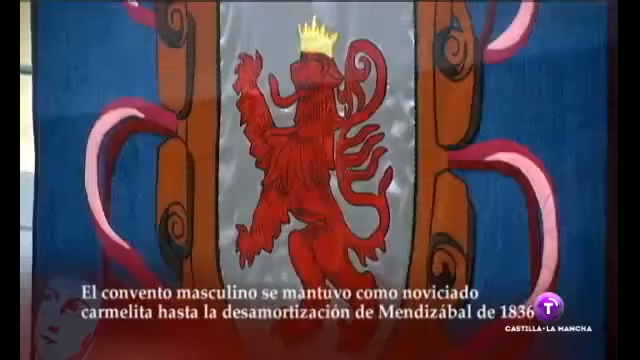 El convento masculino se mantuvo como noviciado
carmelita hasta la desamortización de Mendizábal de 1836
T
CASTILLA-LA MANCHA